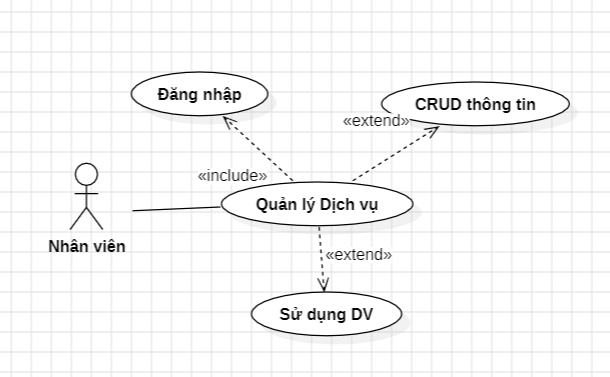 Đăng nhập
CRUD thông tin
«extend»
«include»
Quản lý Dịch vụ
Nhân viên
«extend»
Sử dụng DV